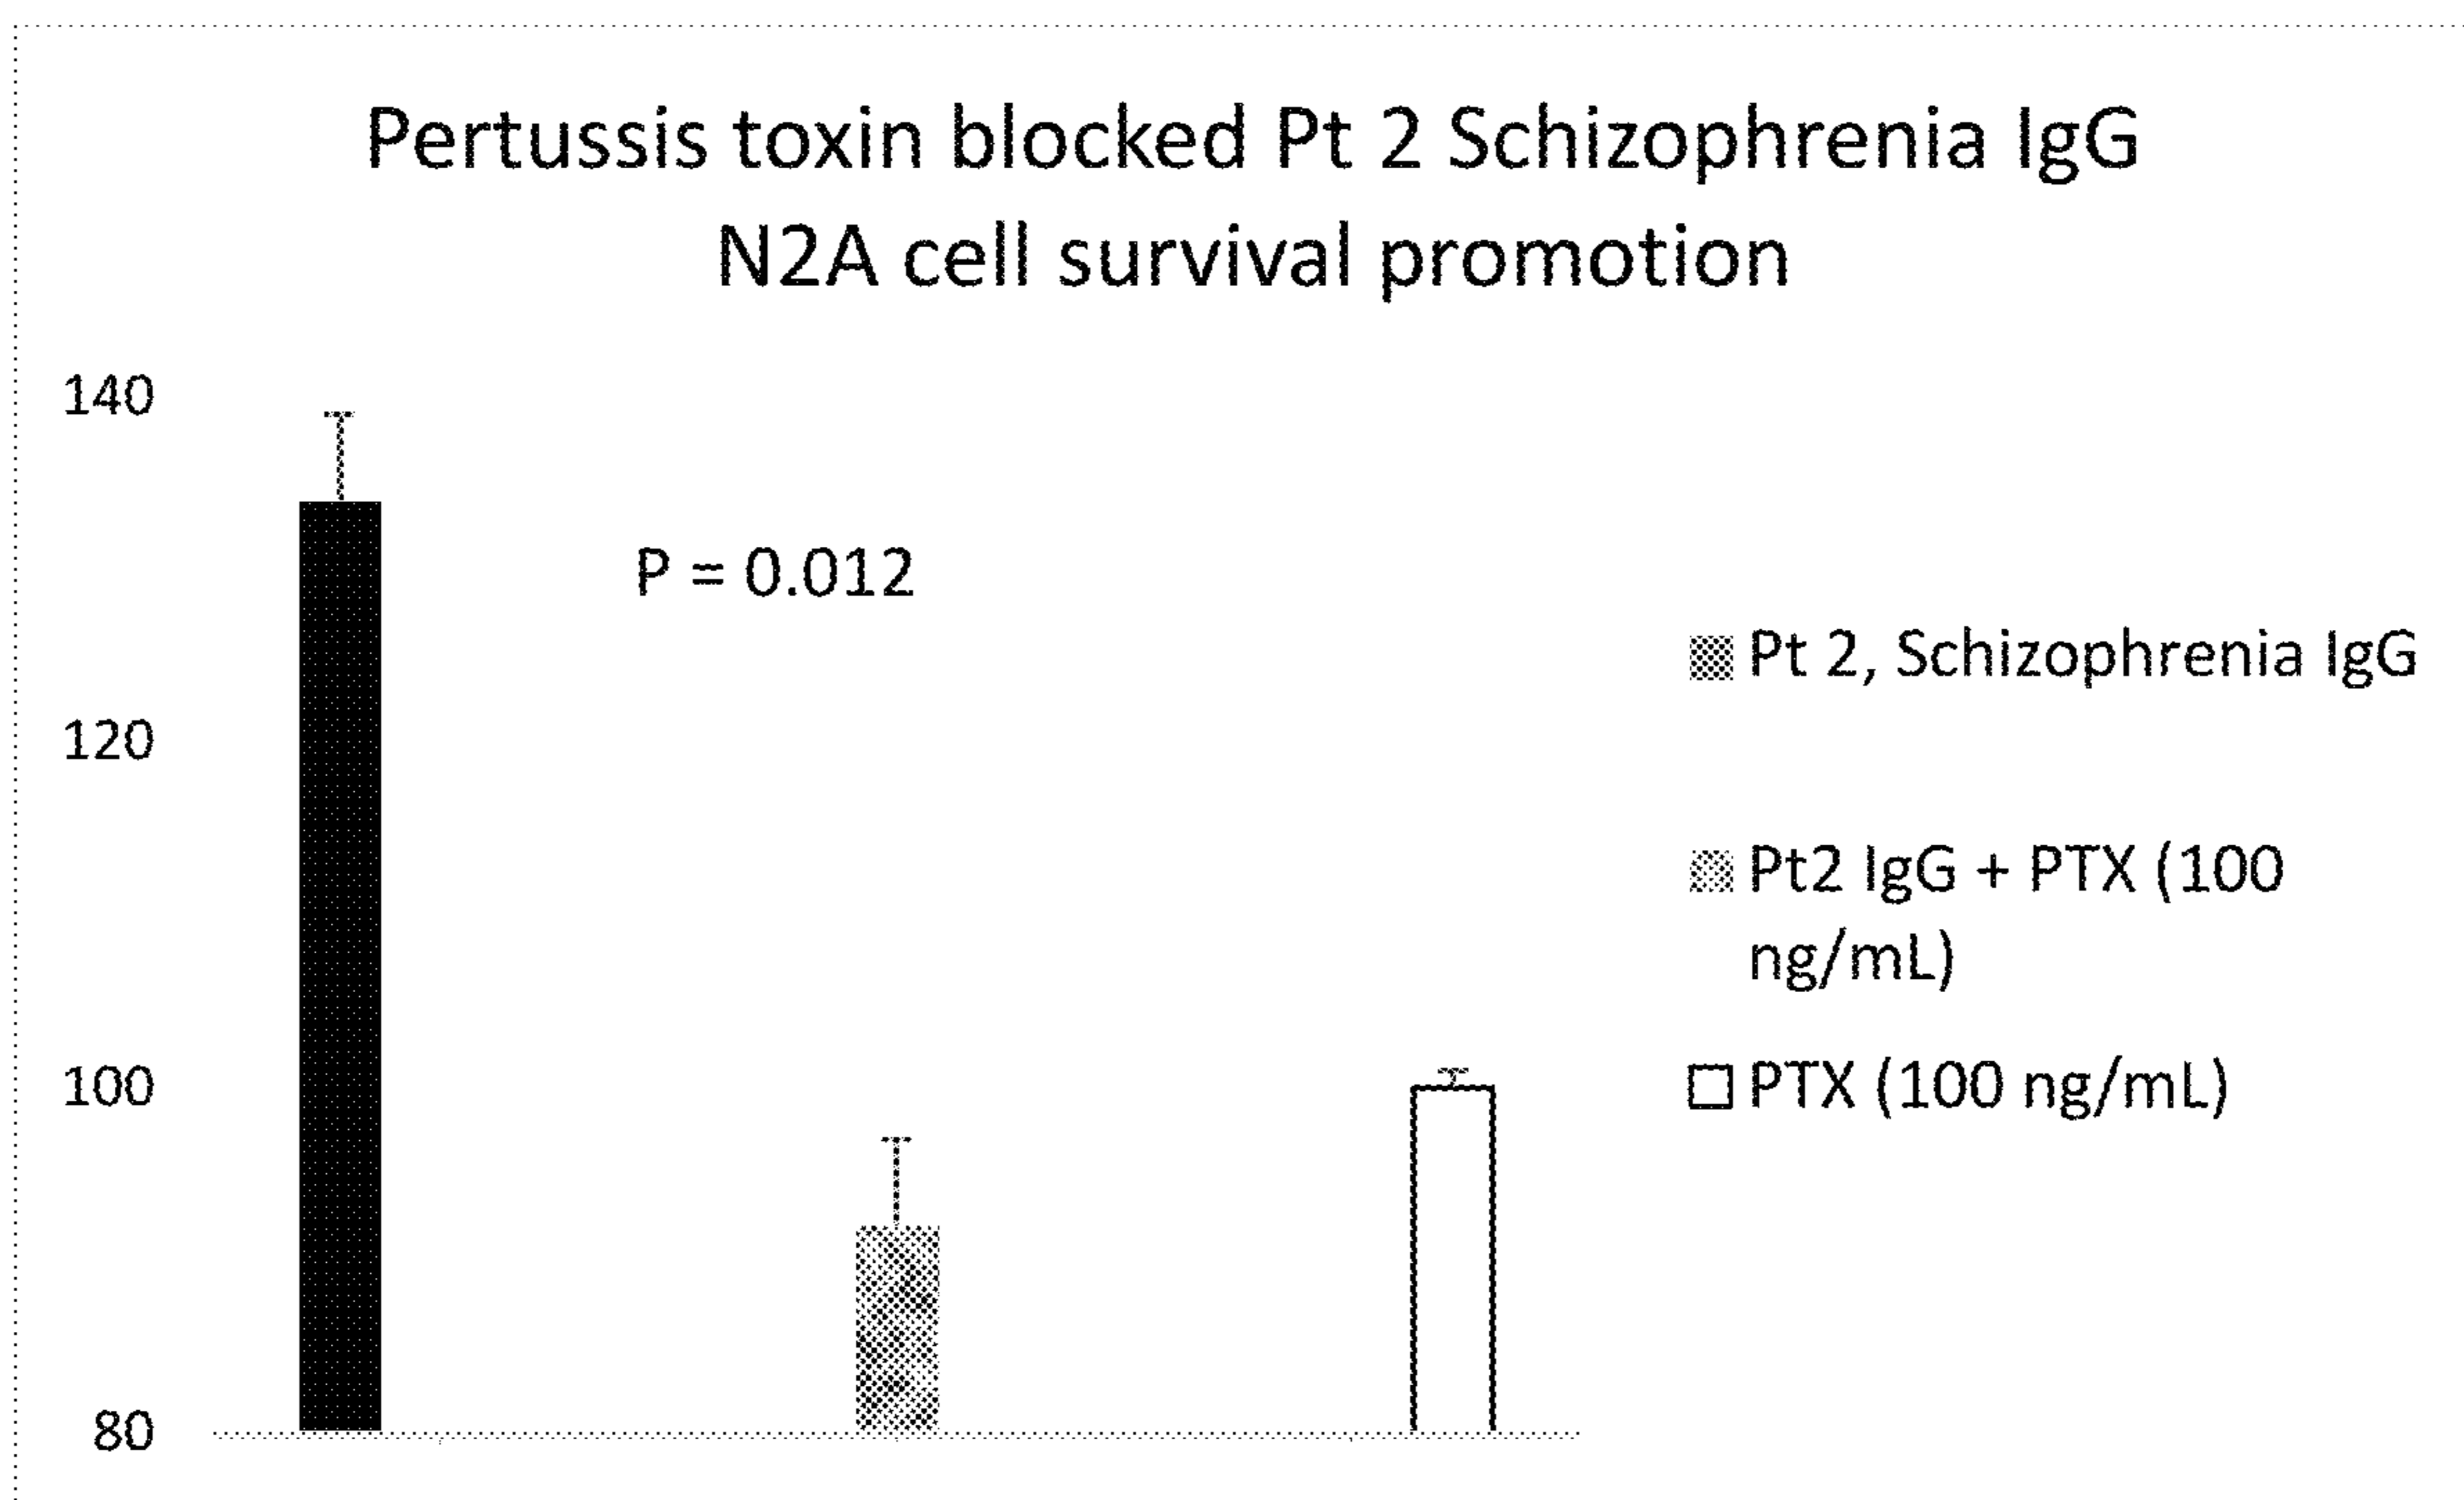 Pertussis toxin blocked Pt 2 Schizophrenia IgG
N2A cell survival promotion
140
P = 0.012
Pt 2, Schizophrenia IgG
120
Pt2 IgG + PTX (100
ng/mL)
100
PTX (100 ng/mL)
80